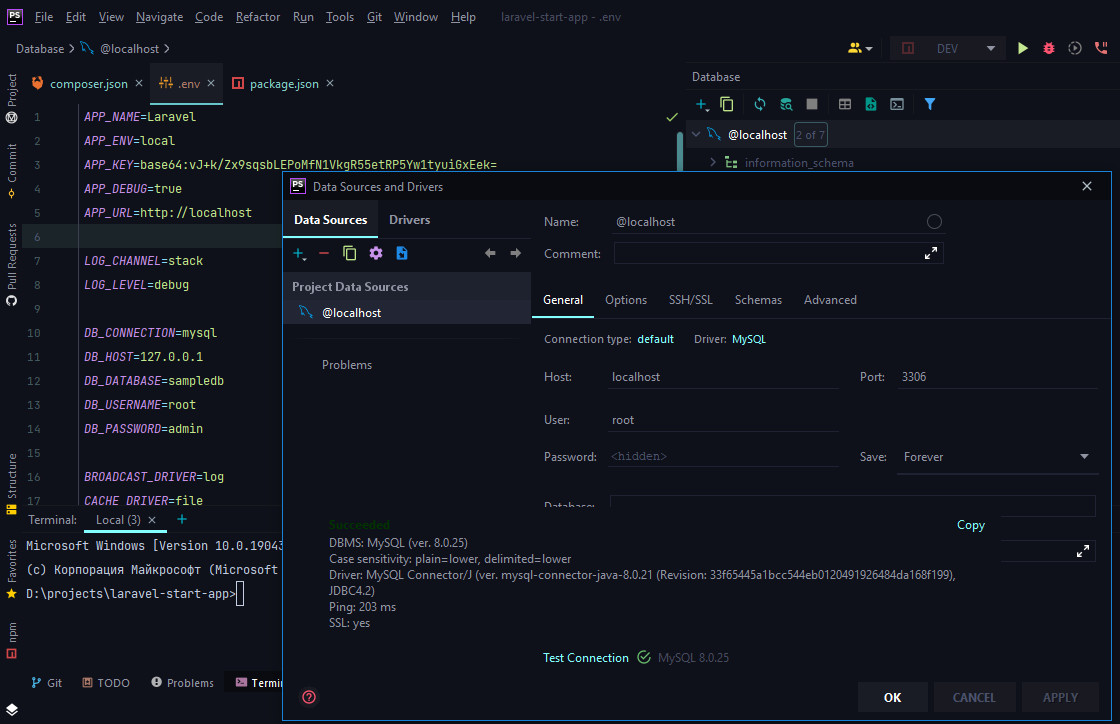 PS File Edit View Navigate Code Refactor Run Tools Git Window Help laravel-start-app - .env
Database @localhost DEV
Project
Commit
Pull Requests
Structure
Favorites
npm
composer.json .env package.json
1 APP_NAME=Laravel
2 APP_ENV=local
3 APP_KEY=base64:vJ+k/Zx9sqsbLEPoMfN1VkgR55etRP5Yw1tyuiGxEek=
4 APP_DEBUG=true
5 APP_URL=http://localhost
6
7 LOG_CHANNEL=stack
8 LOG_LEVEL=debug
9
10 DB_CONNECTION=mysql
11 DB_HOST=127.0.0.1
12 DB_DATABASE=sampledb
13 DB_USERNAME=root
14 DB_PASSWORD=admin
15
16 BROADCAST_DRIVER=log
17 CACHE_DRIVER=file
Database
@localhost 2 of 7
information_schema
PS Data Sources and Drivers
Data Sources Drivers
Project Data Sources
@localhost
Problems
Name: @localhost
Comment:
General Options SSH/SSL Schemas Advanced
Connection type: default Driver: MySQL
Host: localhost Port: 3306
User: root
Password: <hidden> Save: Forever
Database:
Succeeded
Copy
DBMS: MySQL (ver. 8.0.25)
Case sensitivity: plain=lower, delimited=lower
Driver: MySQL Connector/J (ver. mysql-connector-java-8.0.21 (Revision: 33f65445a1bcc544eb0120491926484da168f199),
JDBC4.2)
Ping: 203 ms
SSL: yes
Test Connection MySQL 8.0.25
OK CANCEL APPLY
Terminal: Local (3)
Microsoft Windows [Version 10.0.19043
(c) Корпорация Майкрософт (Microsoft
D:\projects\laravel-start-app>
Git TODO Problems Termin